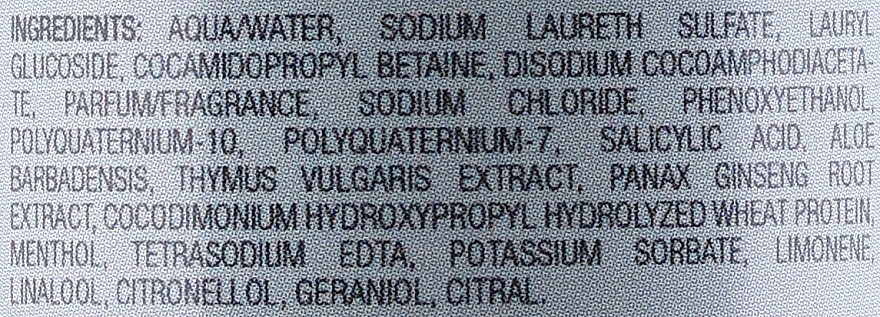 INGREDIENTS: AQUA/WATER, SODIUM LAURETH SULFATE, LAURYL
GLUCOSIDE, COCAMIDOPROPYL BETAINE, DISODIUM COCOAMPHODIACETA-
TE, PARFUM/FRAGRANCE, SODIUM CHLORIDE, PHENOXYETHANOL,
POLYQUATERNIUM-10, POLYQUATERNIUM-7, SALICYLIC ACID, ALOE
BARBADENSIS, THYMUS VULGARIS EXTRACT, PANAX GINSENG ROOT
EXTRACT, COCODIMONIUM HYDROXYPROPYL HYDROLYZED WHEAT PROTEIN,
MENTHOL, TETRASODIUM EDTA, POTASSIUM SORBATE, LIMONENE,
LINALOOL, CITRONELLOL, GERANIOL, CITRAL.